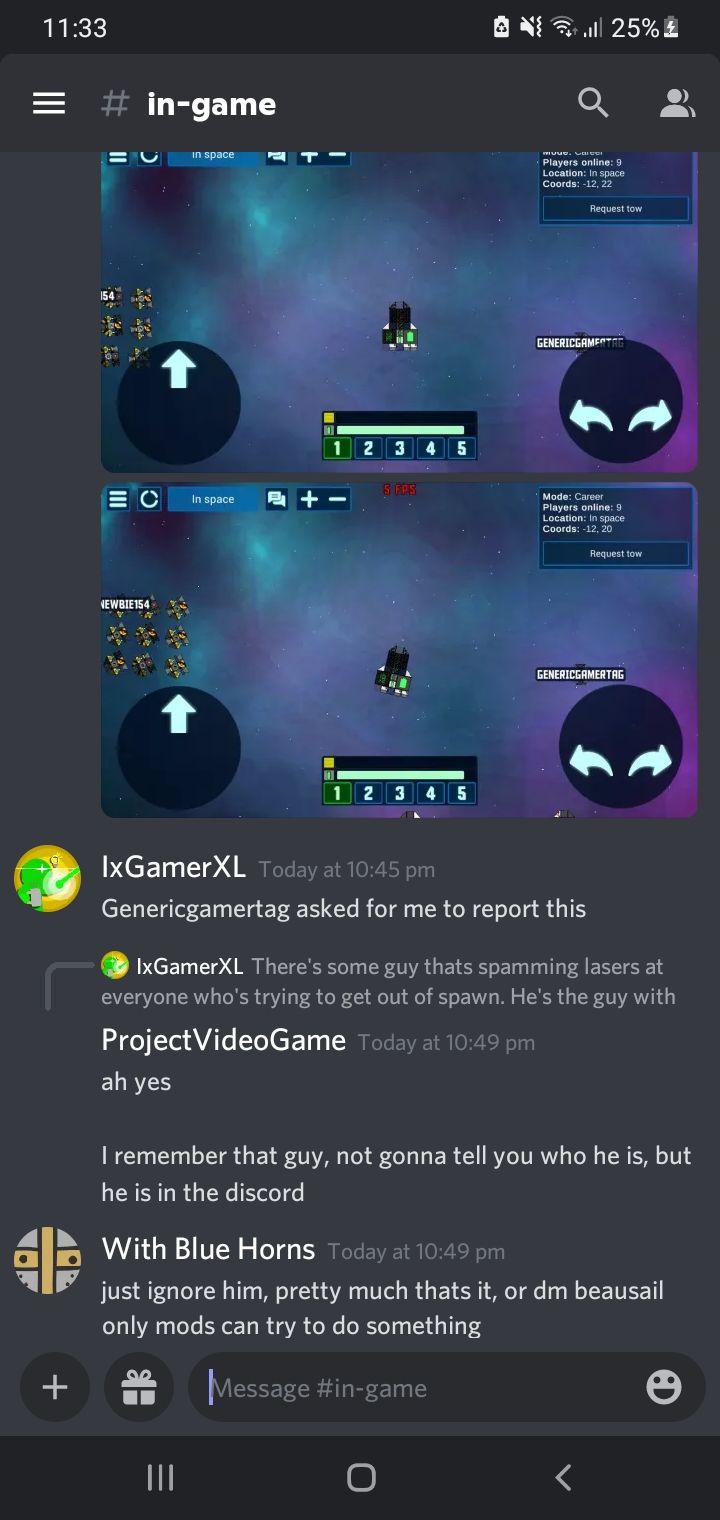 11:33
25%
# in-game
In space
Mode: Career
Players online: 9
Location: In space
Coords: -12, 22
Request tow
154
GENERICGAMERTAG
1 2 3 4 5
In space
5 FPS
Mode: Career
Players online: 9
Location: In space
Coords: -12, 20
Request tow
NEWBIE154
GENERICGAMERTAG
1 2 3 4 5
IxGamerXL Today at 10:45 pm
Genericgamertag asked for me to report this
IxGamerXL There's some guy thats spamming lasers at
everyone who's trying to get out of spawn. He's the guy with
ProjectVideoGame Today at 10:49 pm
ah yes
I remember that guy, not gonna tell you who he is, but
he is in the discord
With Blue Horns Today at 10:49 pm
just ignore him, pretty much thats it, or dm beausail
only mods can try to do something
Message #in-game